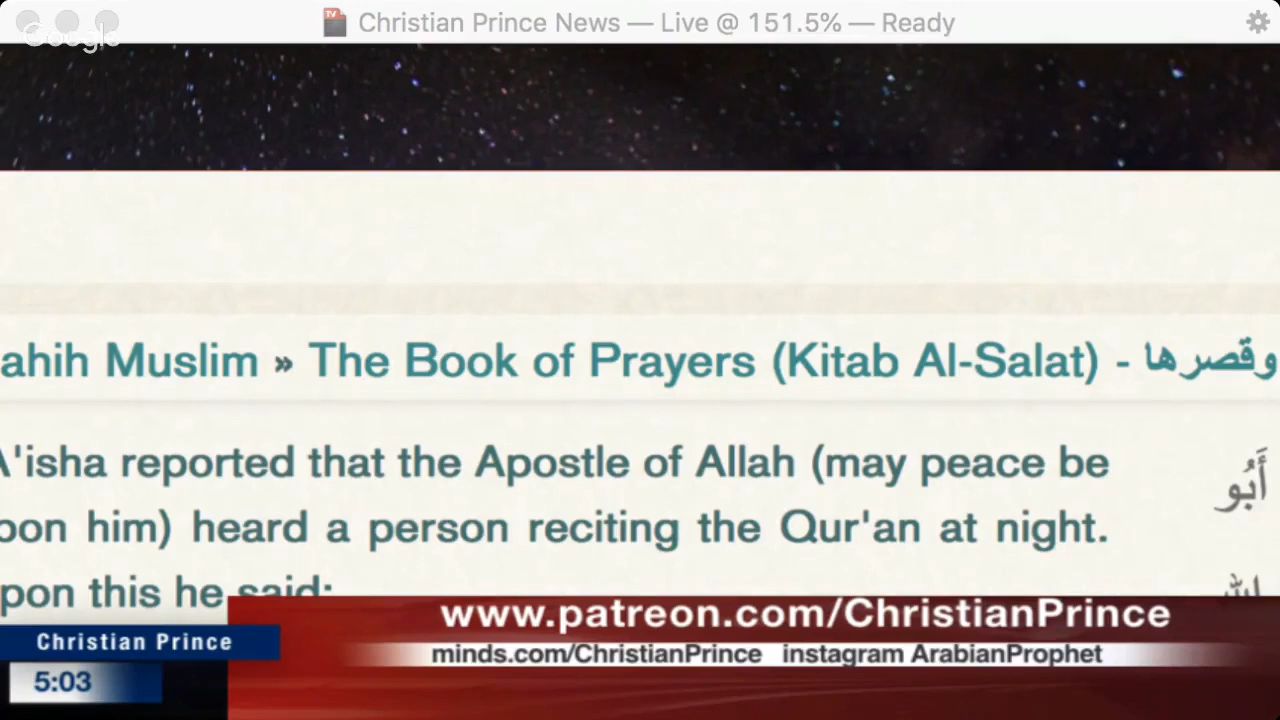 Christian Prince News — Live @ 151.5% — Ready
Google
ahih Muslim » The Book of Prayers (Kitab Al-Salat) - وقصرها
A'isha reported that the Apostle of Allah (may peace be
أَبُو
pon him) heard a person reciting the Qur'an at night.
pon this he said:
www.patreon.com/ChristianPrince
Christian Prince
minds.com/ChristianPrince instagram ArabianProphet
5:03